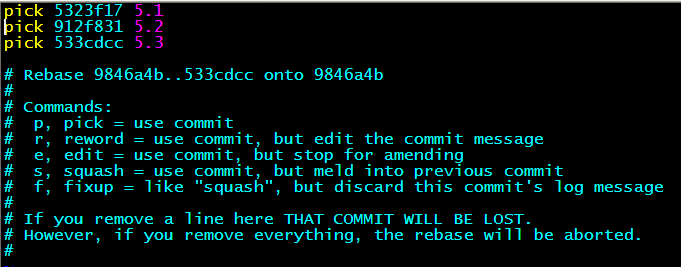 pick 5323f17 5.1
pick 912f831 5.2
pick 533cdcc 5.3
# Rebase 9846a4b..533cdcc onto 9846a4b
#
# Commands:
#  p, pick = use commit
#  r, reword = use commit, but edit the commit message
#  e, edit = use commit, but stop for amending
#  s, squash = use commit, but meld into previous commit
#  f, fixup = like "squash", but discard this commit's log message
#
# If you remove a line here THAT COMMIT WILL BE LOST.
# However, if you remove everything, the rebase will be aborted.
#